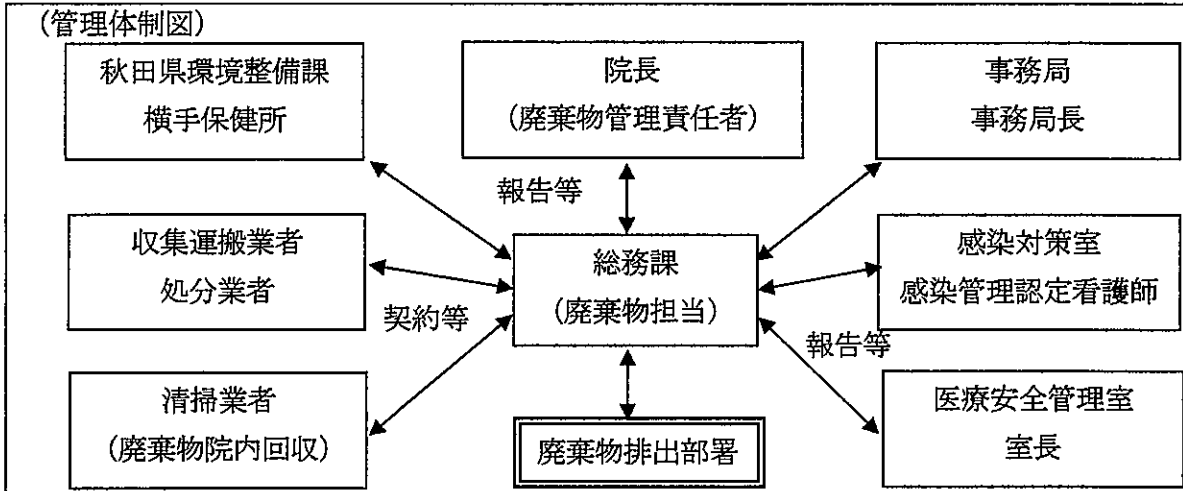 （管理体制図）
秋田県環境整備課
横手保健所
院長
（廃棄物管理責任者）
事務局
事務局長
報告等
収集運搬業者
処分業者
総務課
（廃棄物担当）
感染対策室
感染管理認定看護師
契約等
報告等
清掃業者
（廃棄物院内回収）
廃棄物排出部署
医療安全管理室
室長